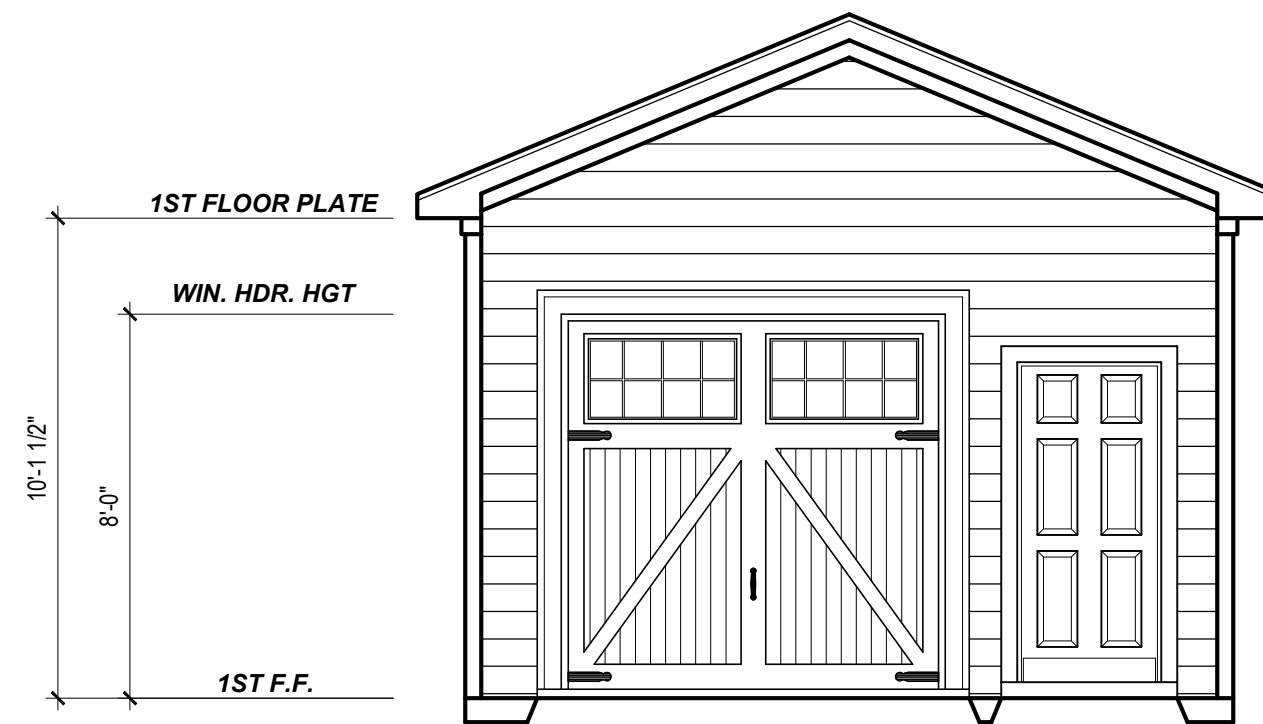 1ST FLOOR PLATE
WIN. HDR. HGT
10'-1 1/2"
8'-0"
1ST F.F.